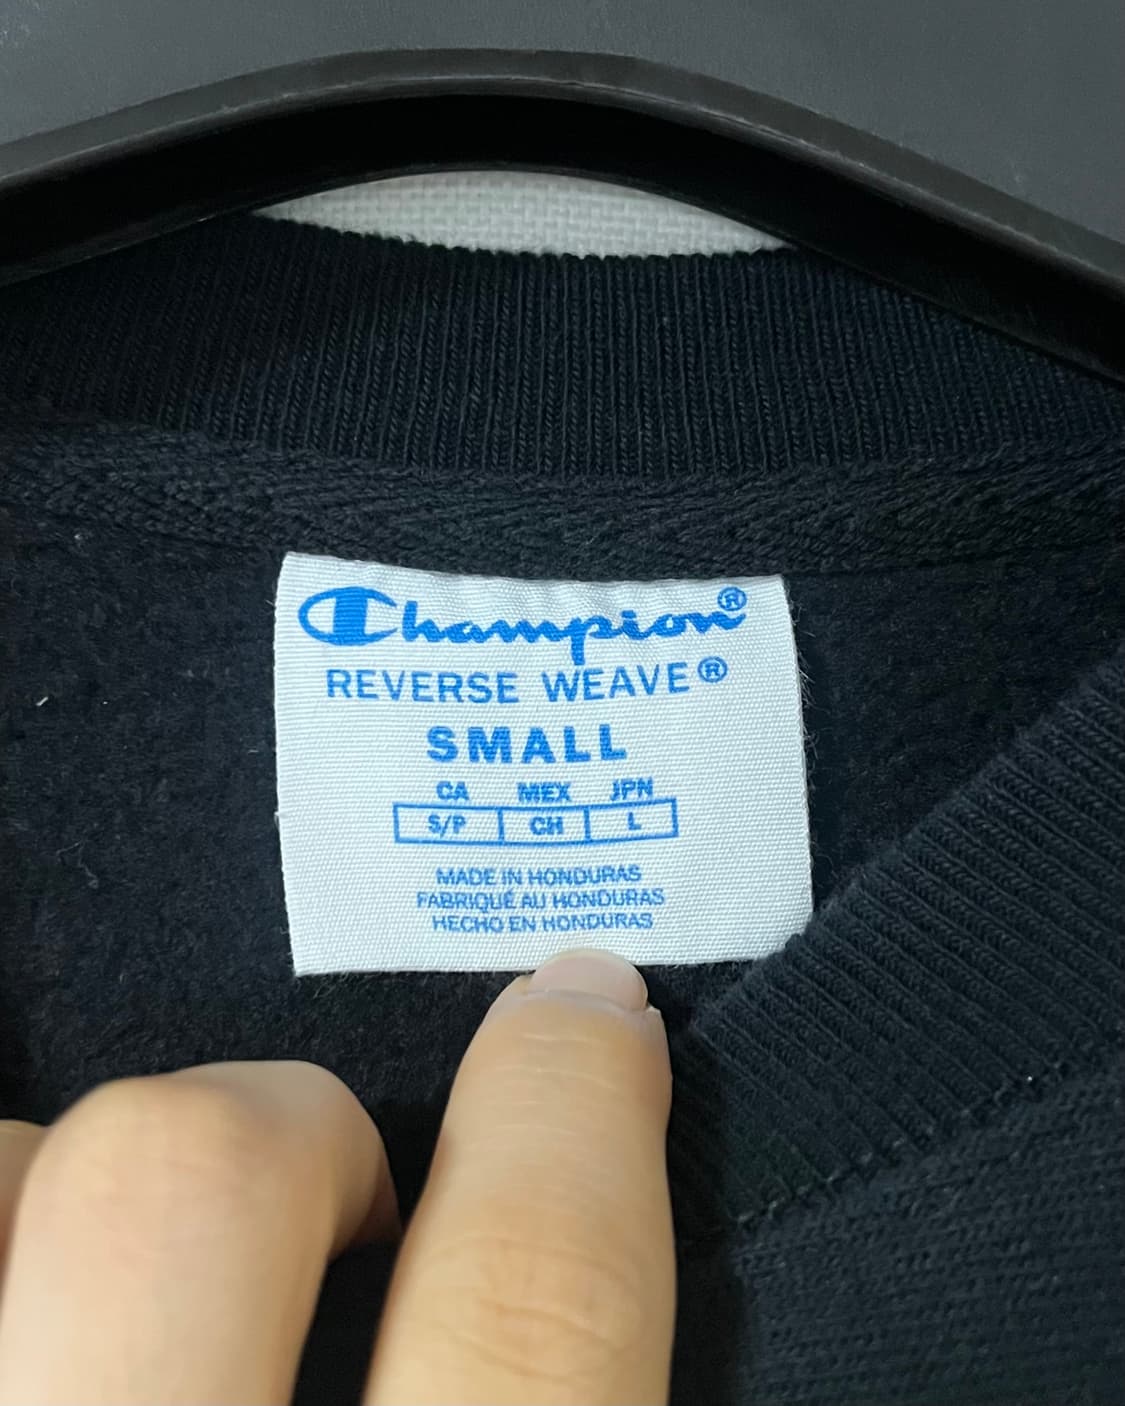 Champion®
REVERSE WEAVE®
SMALL
CA MEX JPN
S/P CH L
MADE IN HONDURAS
FABRIQUÉ AU HONDURAS
HECHO EN HONDURAS